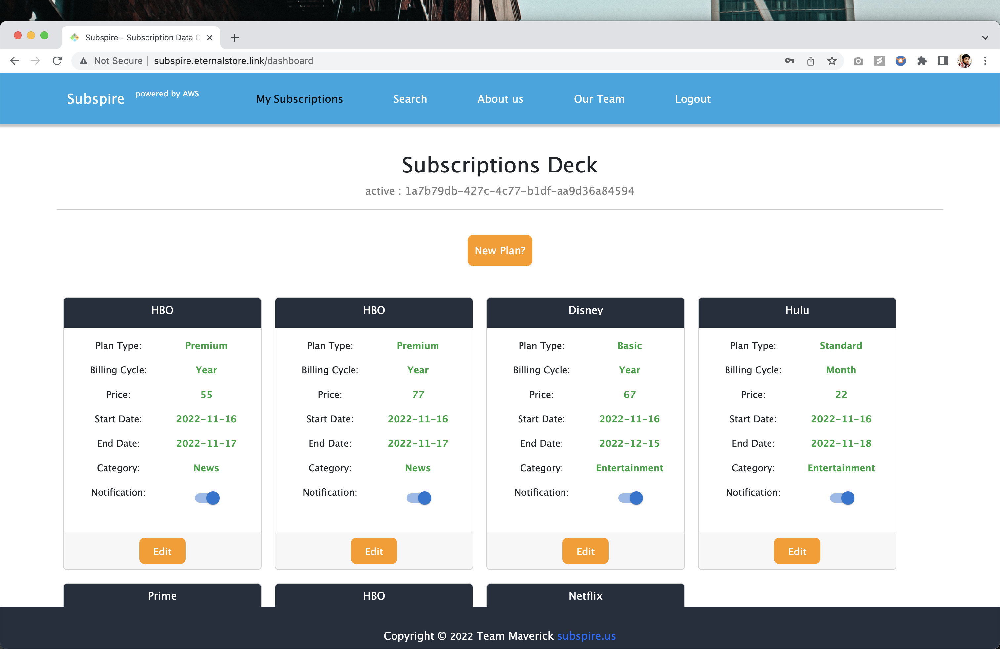 Subspire - Subscription Data
Not Secure | subspire.eternalstore.link/dashboard
Subspire powered by AWS My Subscriptions Search About us Our Team Logout
Subscriptions Deck
active : 1a7b79db-427c-4c77-b1df-aa9d36a84594
New Plan?
HBO
Plan Type: Premium
Billing Cycle: Year
Price: 55
Start Date: 2022-11-16
End Date: 2022-11-17
Category: News
Notification:
Edit
HBO
Plan Type: Premium
Billing Cycle: Year
Price: 77
Start Date: 2022-11-16
End Date: 2022-11-17
Category: News
Notification:
Edit
Disney
Plan Type: Basic
Billing Cycle: Year
Price: 67
Start Date: 2022-11-16
End Date: 2022-12-15
Category: Entertainment
Notification:
Edit
Hulu
Plan Type: Standard
Billing Cycle: Month
Price: 22
Start Date: 2022-11-16
End Date: 2022-11-18
Category: Entertainment
Notification:
Edit
Prime
HBO
Netflix
Copyright © 2022 Team Maverick subspire.us